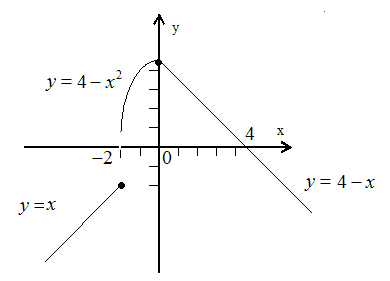 y
y = 4 − x²
4
x
−2
0
y = 4 − x
y = x